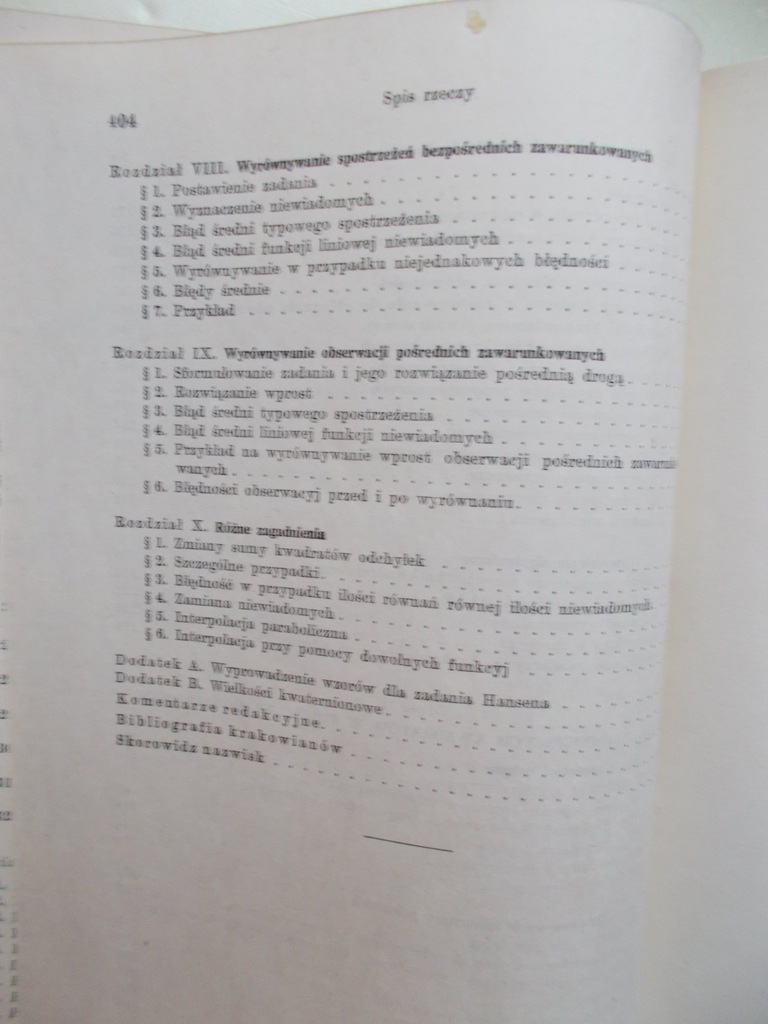 Spis rzeczy
404
Rozdział VIII. Wyrównywanie spostrzeżeń bezpośrednich zawarunkowanych
§ 1. Postawienie zadania
§ 2. Wyznaczenie niewiadomych
§ 3. Błąd średni typowego spostrzeżenia
§ 4. Błąd średni funkcji liniowej niewiadomych
§ 5. Wyrównywanie w przypadku niejednakowych błędności
§ 6. Błędy średnie
§ 7. Przykład
Rozdział IX. Wyrównywanie obserwacji pośrednich zawarunkowanych
§ 1. Sformułowanie zadania i jego rozwiązanie pośrednią drogą
§ 2. Rozwiązanie wprost
§ 3. Błąd średni typowego spostrzeżenia
§ 4. Błąd średni liniowej funkcji niewiadomych
§ 5. Przykład na wyrównywanie wprost obserwacji pośrednich zawarunko-
wanych
§ 6. Błędności obserwacyj przed i po wyrównaniu
Rozdział X. Różne zagadnienia
§ 1. Zmiany sumy kwadratów odchyłek
§ 2. Szczególne przypadki
§ 3. Błędność w przypadku ilości równań równej ilości niewiadomych
§ 4. Zamiana niewiadomych
§ 5. Interpolacja paraboliczna
§ 6. Interpolacja przy pomocy dowolnych funkcyj
Dodatek A. Wyprowadzenie wzorów dla zadania Hansena
Dodatek B. Wielkości kwaternionowe
Komentarze redakcyjne
Bibliografia krakowianów
Skorowidz nazwisk